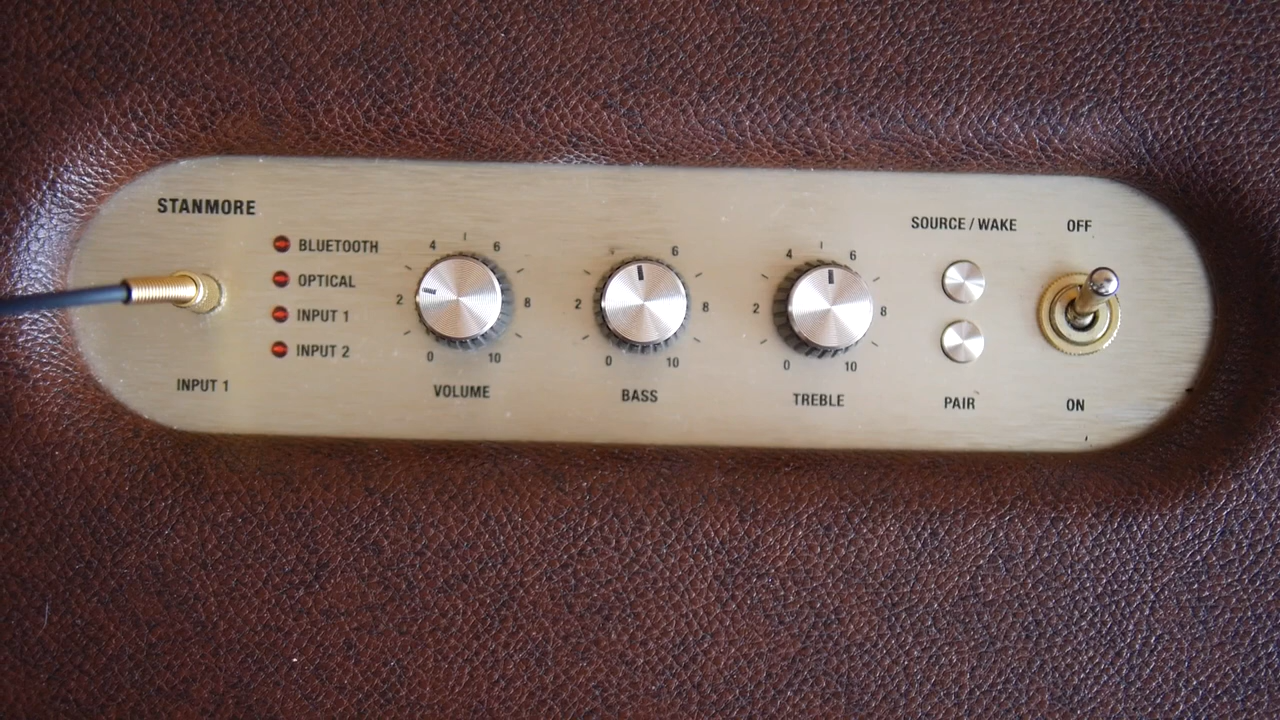 STANMORE
BLUETOOTH
OPTICAL
INPUT 1
INPUT 2
INPUT 1
4 6
2 8
0 10
VOLUME
6
2 8
0 10
BASS
4 6
2 8
0 10
TREBLE
SOURCE / WAKE
PAIR
OFF
ON